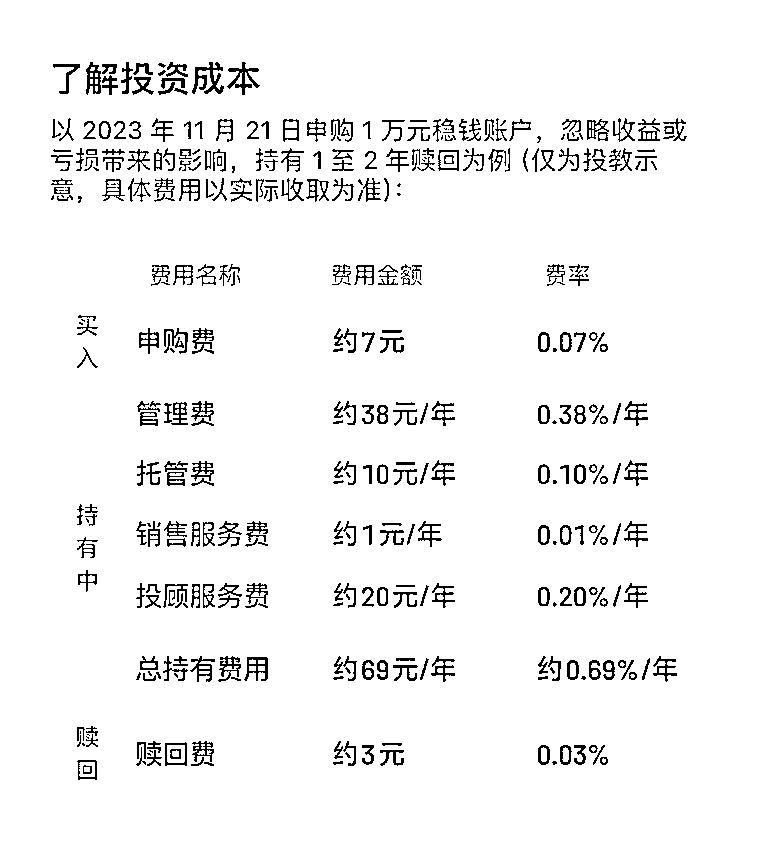 了解投资成本
以 2023 年 11 月 21 日申购 1 万元稳钱账户，忽略收益或
亏损带来的影响，持有 1 至 2 年赎回为例（仅为投教示
意，具体费用以实际收取为准）：
费用名称 费用金额 费率
买入 申购费 约7元 0.07%
持有中
管理费 约38元/年 0.38%/年
托管费 约10元/年 0.10%/年
销售服务费 约1元/年 0.01%/年
投顾服务费 约20元/年 0.20%/年
总持有费用 约69元/年 约0.69%/年
赎回 赎回费 约3元 0.03%